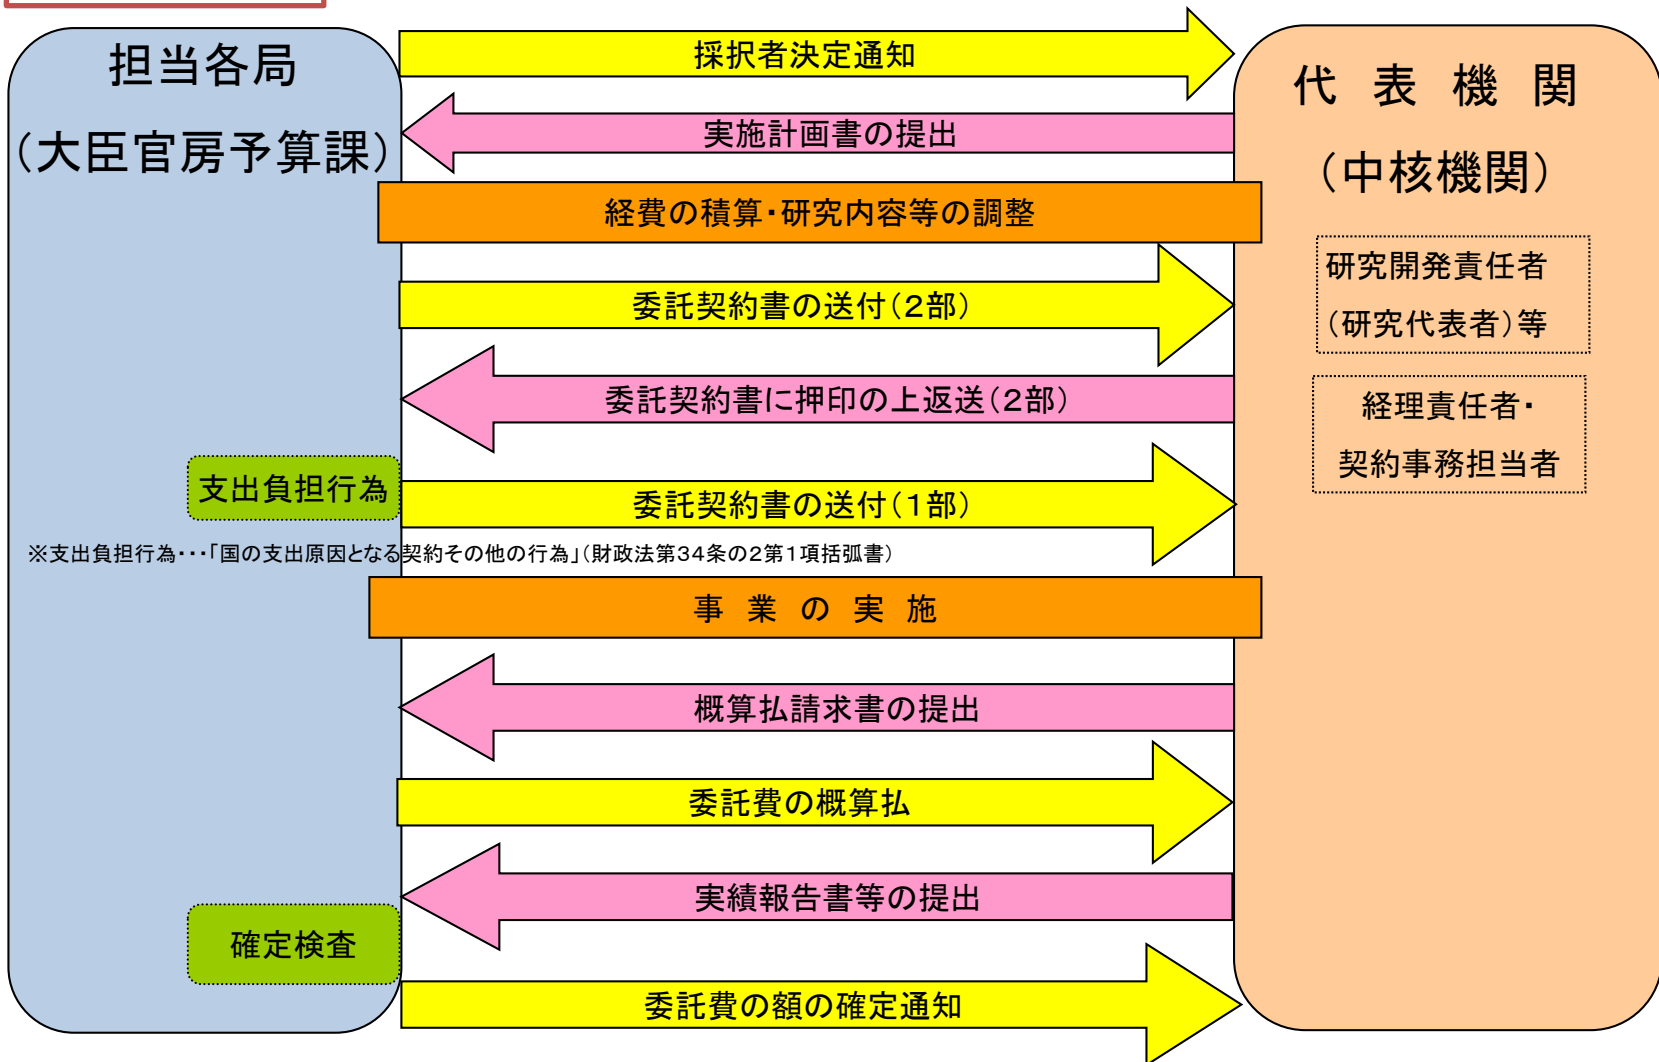 担当各局
(大臣官房予算課)
代　表　機　関
(中核機関)
研究開発責任者
(研究代表者)等
経理責任者・
契約事務担当者
採択者決定通知
実施計画書の提出
経費の積算・研究内容等の調整
委託契約書の送付(2部)
委託契約書に押印の上返送(2部)
支出負担行為
委託契約書の送付(1部)
※支出負担行為・・・「国の支出原因となる契約その他の行為」(財政法第34条の2第1項括弧書)
事　業　の　実　施
概算払請求書の提出
委託費の概算払
実績報告書等の提出
確定検査
委託費の額の確定通知